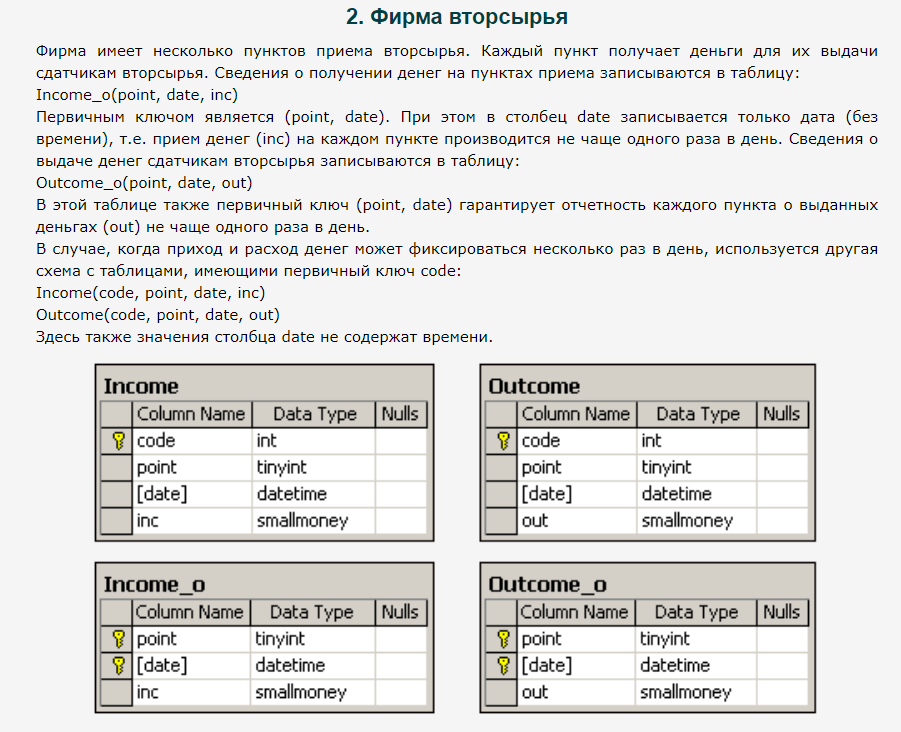 2. Фирма вторсырья
Фирма имеет несколько пунктов приема вторсырья. Каждый пункт получает деньги для их выдачи
сдатчикам вторсырья. Сведения о получении денег на пунктах приема записываются в таблицу:
Income_o(point, date, inc)
Первичным ключом является (point, date). При этом в столбец date записывается только дата (без
времени), т.е. прием денег (inc) на каждом пункте производится не чаще одного раза в день. Сведения о
выдаче денег сдатчикам вторсырья записываются в таблицу:
Outcome_o(point, date, out)
В этой таблице также первичный ключ (point, date) гарантирует отчетность каждого пункта о выданных
деньгах (out) не чаще одного раза в день.
В случае, когда приход и расход денег может фиксироваться несколько раз в день, используется другая
схема с таблицами, имеющими первичный ключ code:
Income(code, point, date, inc)
Outcome(code, point, date, out)
Здесь также значения столбца date не содержат времени.
Income
Column Name Data Type Nulls
code int
point tinyint
[date] datetime
inc smallmoney
Outcome
Column Name Data Type Nulls
code int
point tinyint
[date] datetime
out smallmoney
Income_o
Column Name Data Type Nulls
point tinyint
[date] datetime
inc smallmoney
Outcome_o
Column Name Data Type Nulls
point tinyint
[date] datetime
out smallmoney